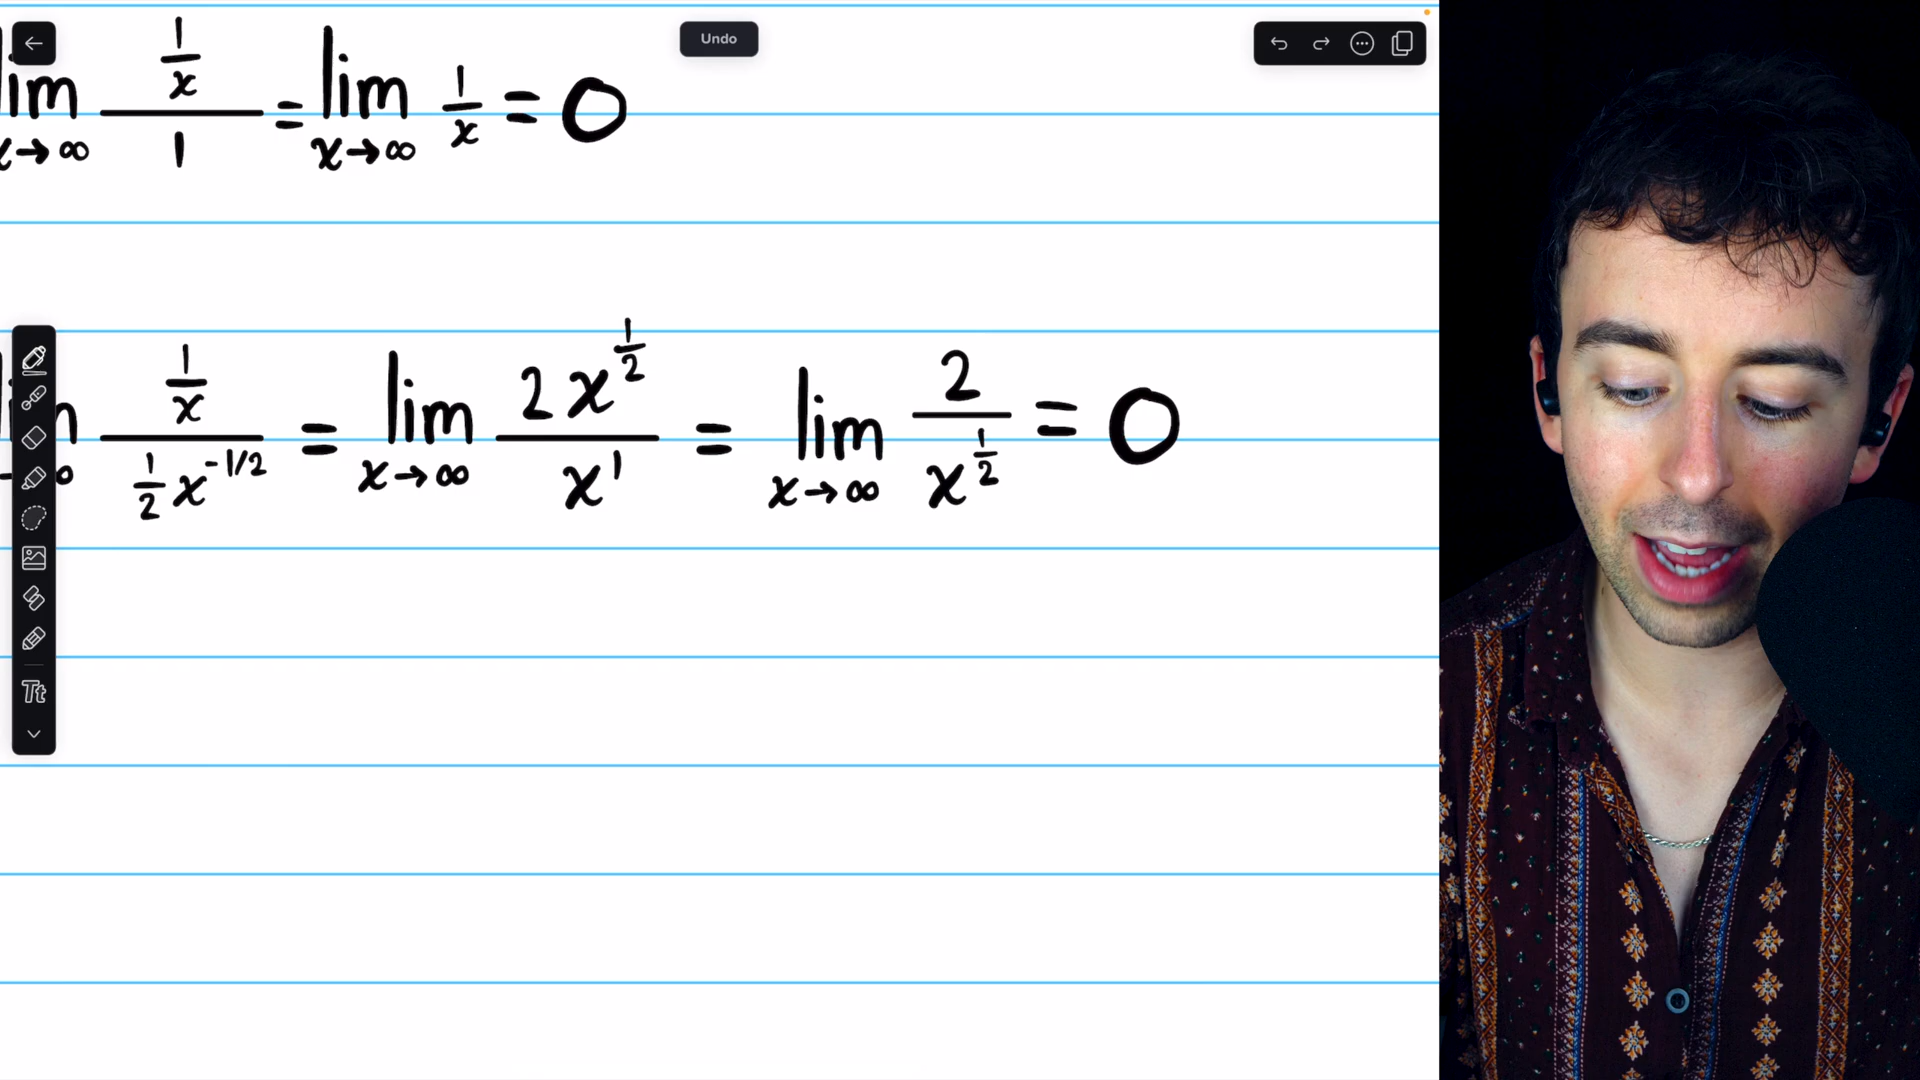 Undo
lim x→∞ (1/x)/1 = lim x→∞ 1/x = 0
lim x→∞ (1/x)/(1/2 x^(-1/2)) = lim x→∞ 2x^(1/2)/x^1 = lim x→∞ 2/x^(1/2) = 0
Tt